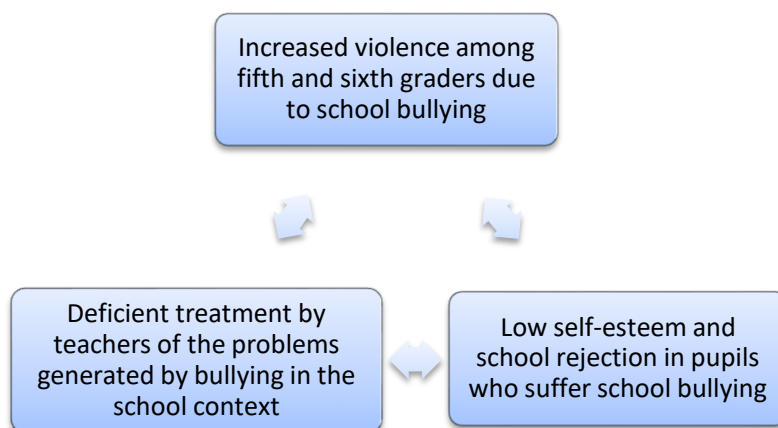 Increased violence among
fifth and sixth graders due
to school bullying
Deficient treatment by
teachers of the problems
generated by bullying in the
school context
Low self-esteem and
school rejection in pupils
who suffer school bullying